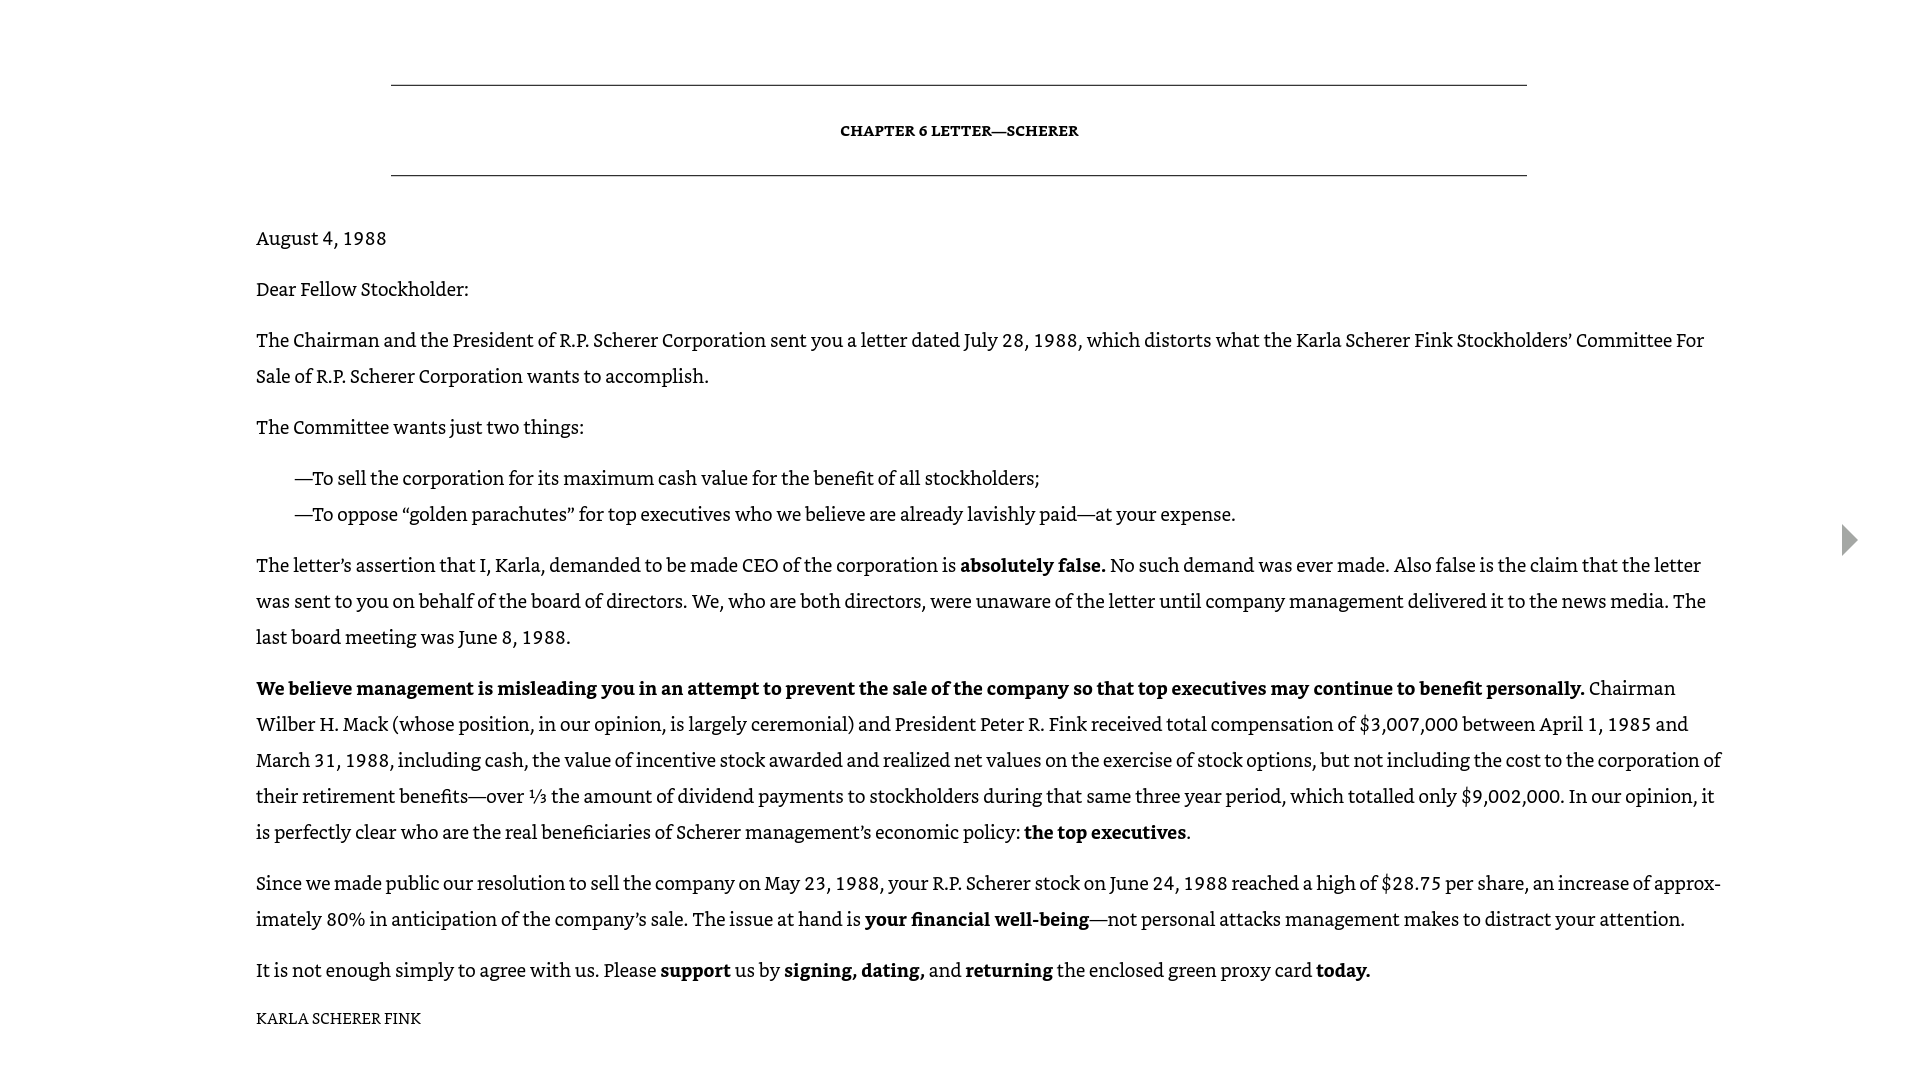 CHAPTER 6 LETTER—SCHERER
August 4, 1988
Dear Fellow Stockholder:
The Chairman and the President of R.P. Scherer Corporation sent you a letter dated July 28, 1988, which distorts what the Karla Scherer Fink Stockholders’ Committee For
Sale of R.P. Scherer Corporation wants to accomplish.
The Committee wants just two things:
—To sell the corporation for its maximum cash value for the benefit of all stockholders;
—To oppose “golden parachutes” for top executives who we believe are already lavishly paid—at your expense.
The letter’s assertion that I, Karla, demanded to be made CEO of the corporation is absolutely false. No such demand was ever made. Also false is the claim that the letter
was sent to you on behalf of the board of directors. We, who are both directors, were unaware of the letter until company management delivered it to the news media. The
last board meeting was June 8, 1988.
We believe management is misleading you in an attempt to prevent the sale of the company so that top executives may continue to benefit personally. Chairman
Wilber H. Mack (whose position, in our opinion, is largely ceremonial) and President Peter R. Fink received total compensation of $3,007,000 between April 1, 1985 and
March 31, 1988, including cash, the value of incentive stock awarded and realized net values on the exercise of stock options, but not including the cost to the corporation of
their retirement benefits—over ⅓ the amount of dividend payments to stockholders during that same three year period, which totalled only $9,002,000. In our opinion, it
is perfectly clear who are the real beneficiaries of Scherer management’s economic policy: the top executives.
Since we made public our resolution to sell the company on May 23, 1988, your R.P. Scherer stock on June 24, 1988 reached a high of $28.75 per share, an increase of approx-
imately 80% in anticipation of the company’s sale. The issue at hand is your financial well-being—not personal attacks management makes to distract your attention.
It is not enough simply to agree with us. Please support us by signing, dating, and returning the enclosed green proxy card today.
KARLA SCHERER FINK